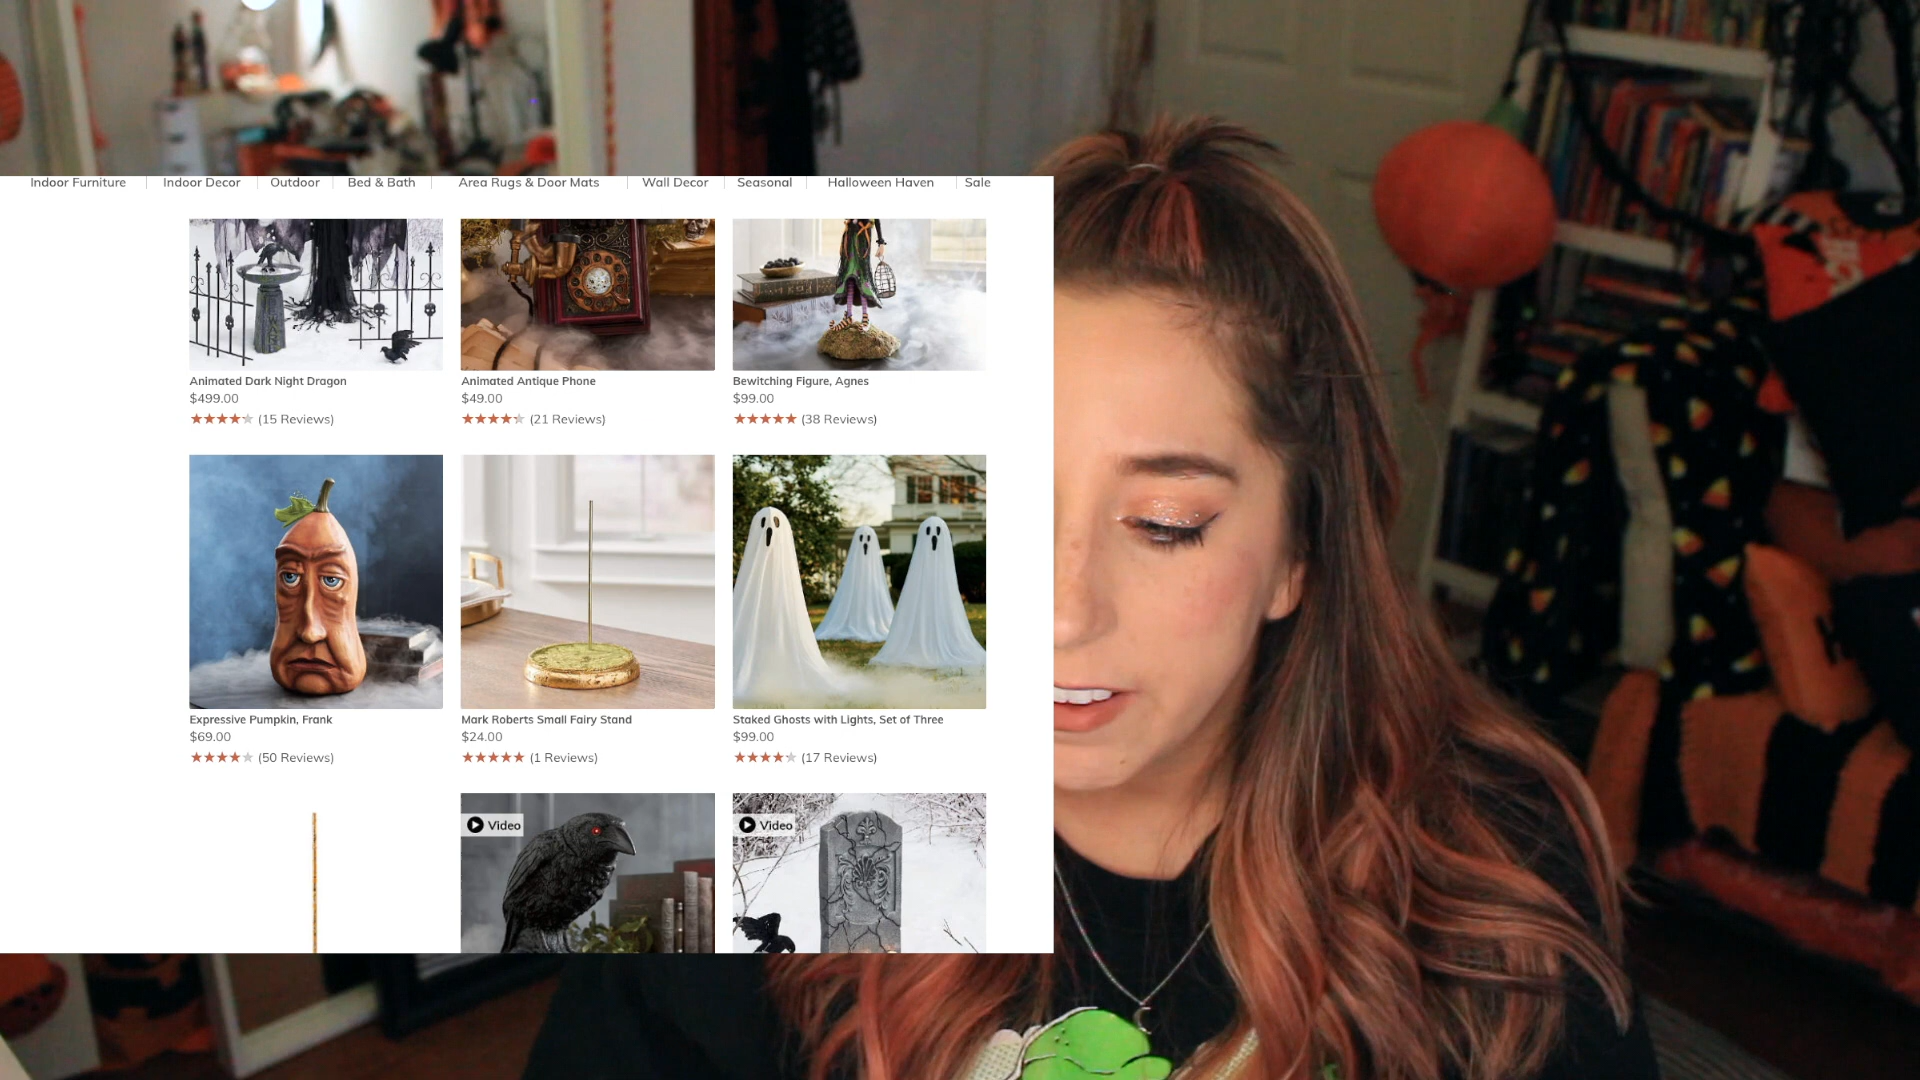 Indoor Furniture Indoor Decor Outdoor Bed & Bath Area Rugs & Door Mats Wall Decor Seasonal Halloween Haven Sale
Animated Dark Night Dragon
$499.00
(15 Reviews)
Animated Antique Phone
$49.00
(21 Reviews)
Bewitching Figure, Agnes
$99.00
(38 Reviews)
Expressive Pumpkin, Frank
$69.00
(50 Reviews)
Mark Roberts Small Fairy Stand
$24.00
(1 Reviews)
Staked Ghosts with Lights, Set of Three
$99.00
(17 Reviews)
Video
Video